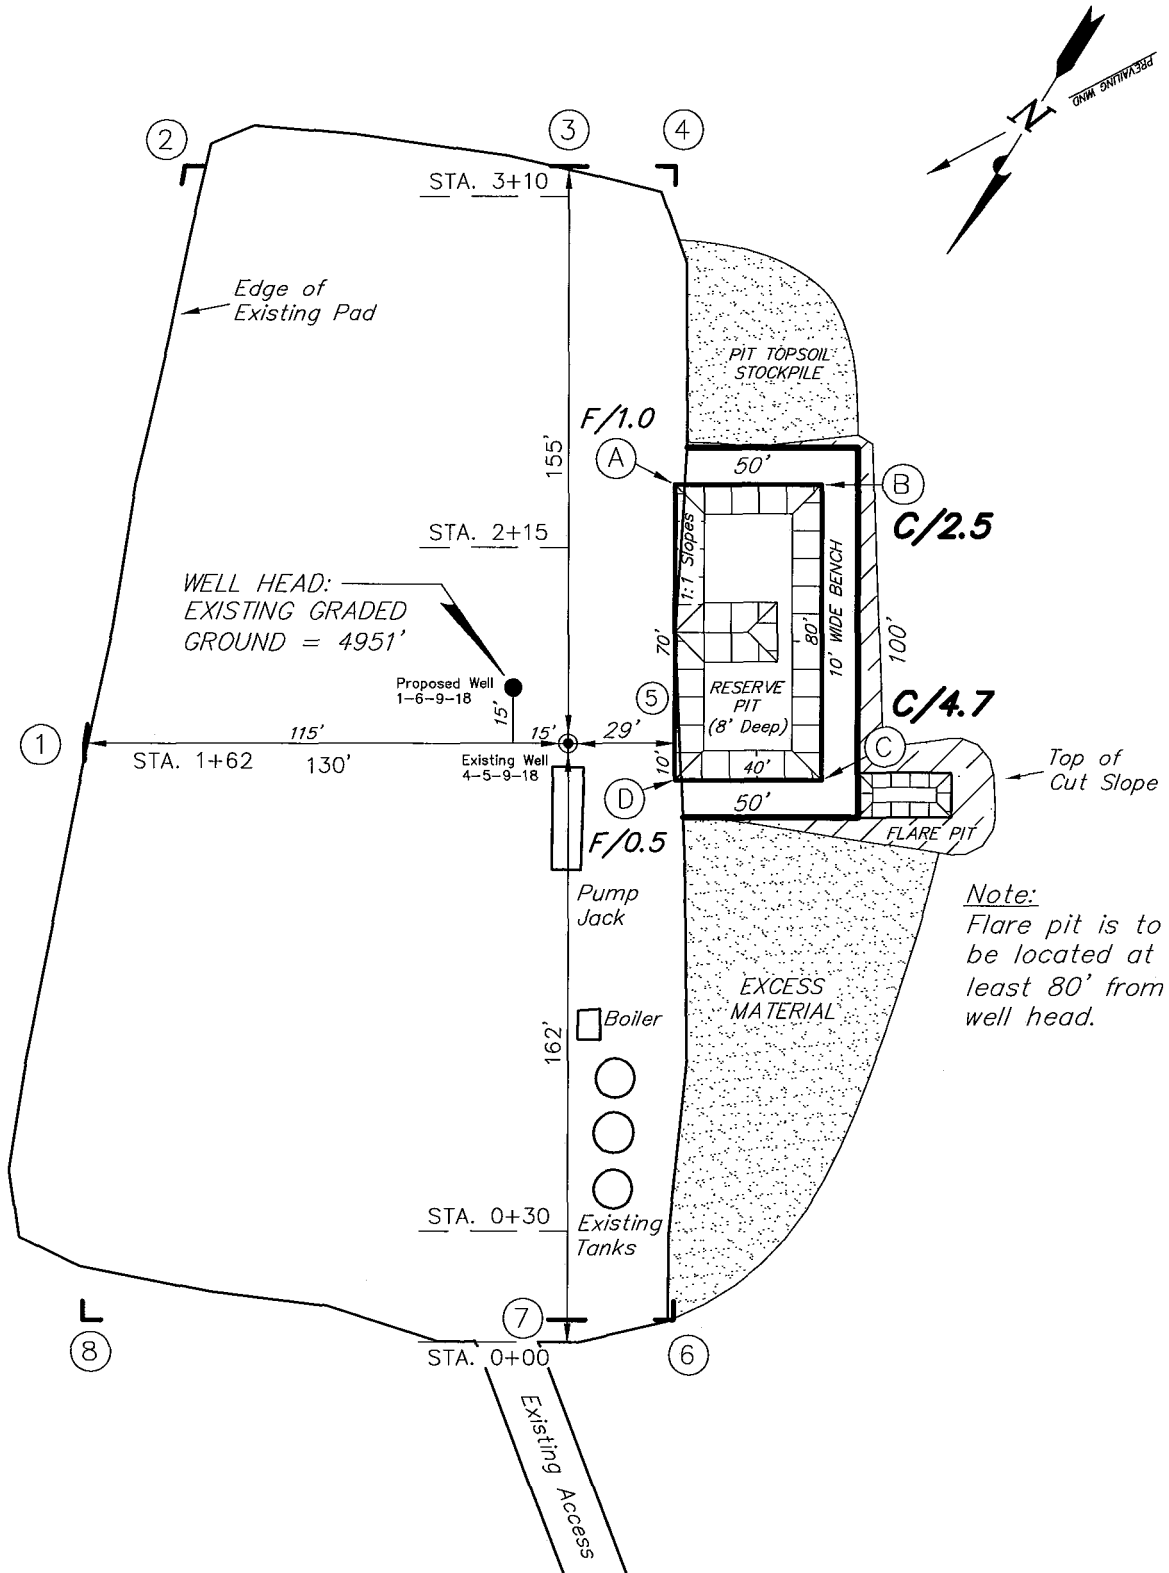 PREVAILING WIND
N
2
3
4
STA. 3+10
Edge of
Existing Pad
PIT TOPSOIL
STOCKPILE
F/1.0
155'
A
50'
B
C/2.5
STA. 2+15
1:1 Slopes
10' WIDE BENCH
WELL HEAD:
EXISTING GRADED
GROUND = 4951'
70'
80'
100'
Proposed Well
1-6-9-18
15'
RESERVE
PIT
(8' Deep)
5
C/4.7
1
115'
15'
29'
STA. 1+62
130'
Existing Well
4-5-9-18
10'
40'
C
Top of
Cut Slope
D
50'
F/0.5
FLARE PIT
Pump
Jack
Note:
Flare pit is to
be located at
least 80' from
well head.
EXCESS
MATERIAL
162'
Boiler
STA. 0+30
Existing
Tanks
7
8
6
STA. 0+00
Existing Access